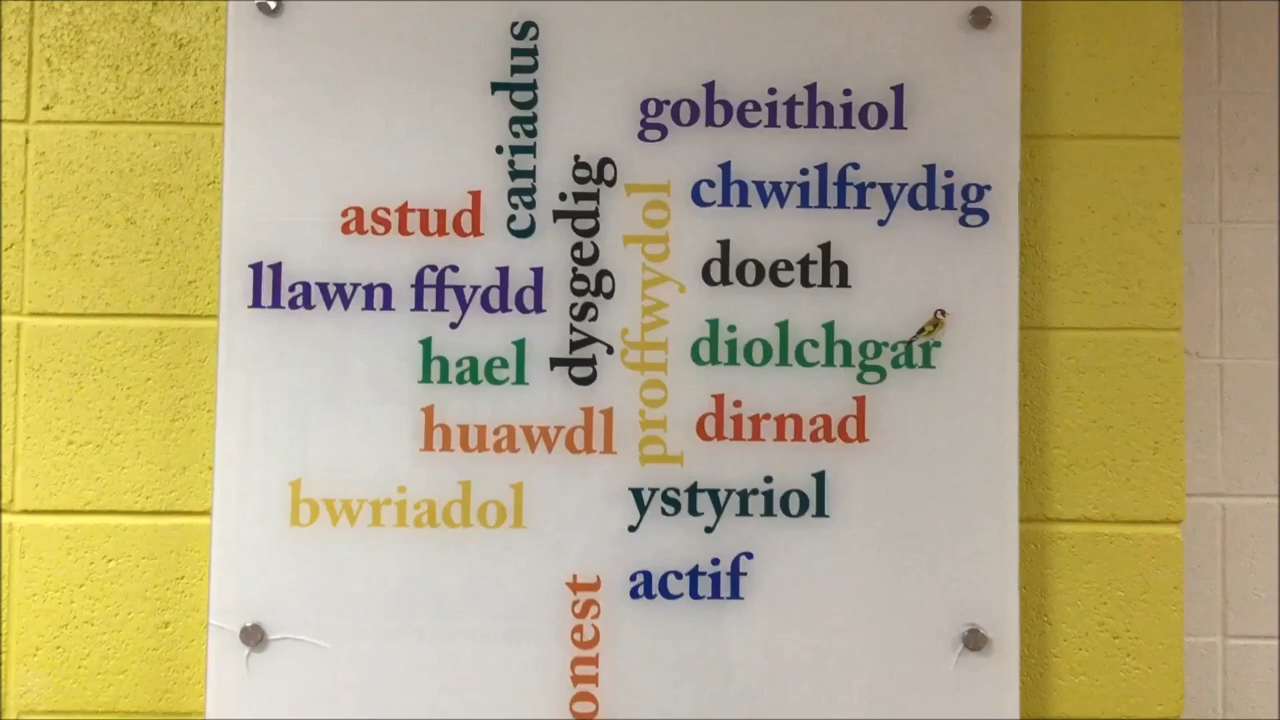 cariadus
gobeithiol
chwilfrydig
astud
dysgedig
proffwydol
doeth
llawn ffydd
diolchgar
hael
dirnad
huawdl
bwriadol
ystyriol
actif
onest